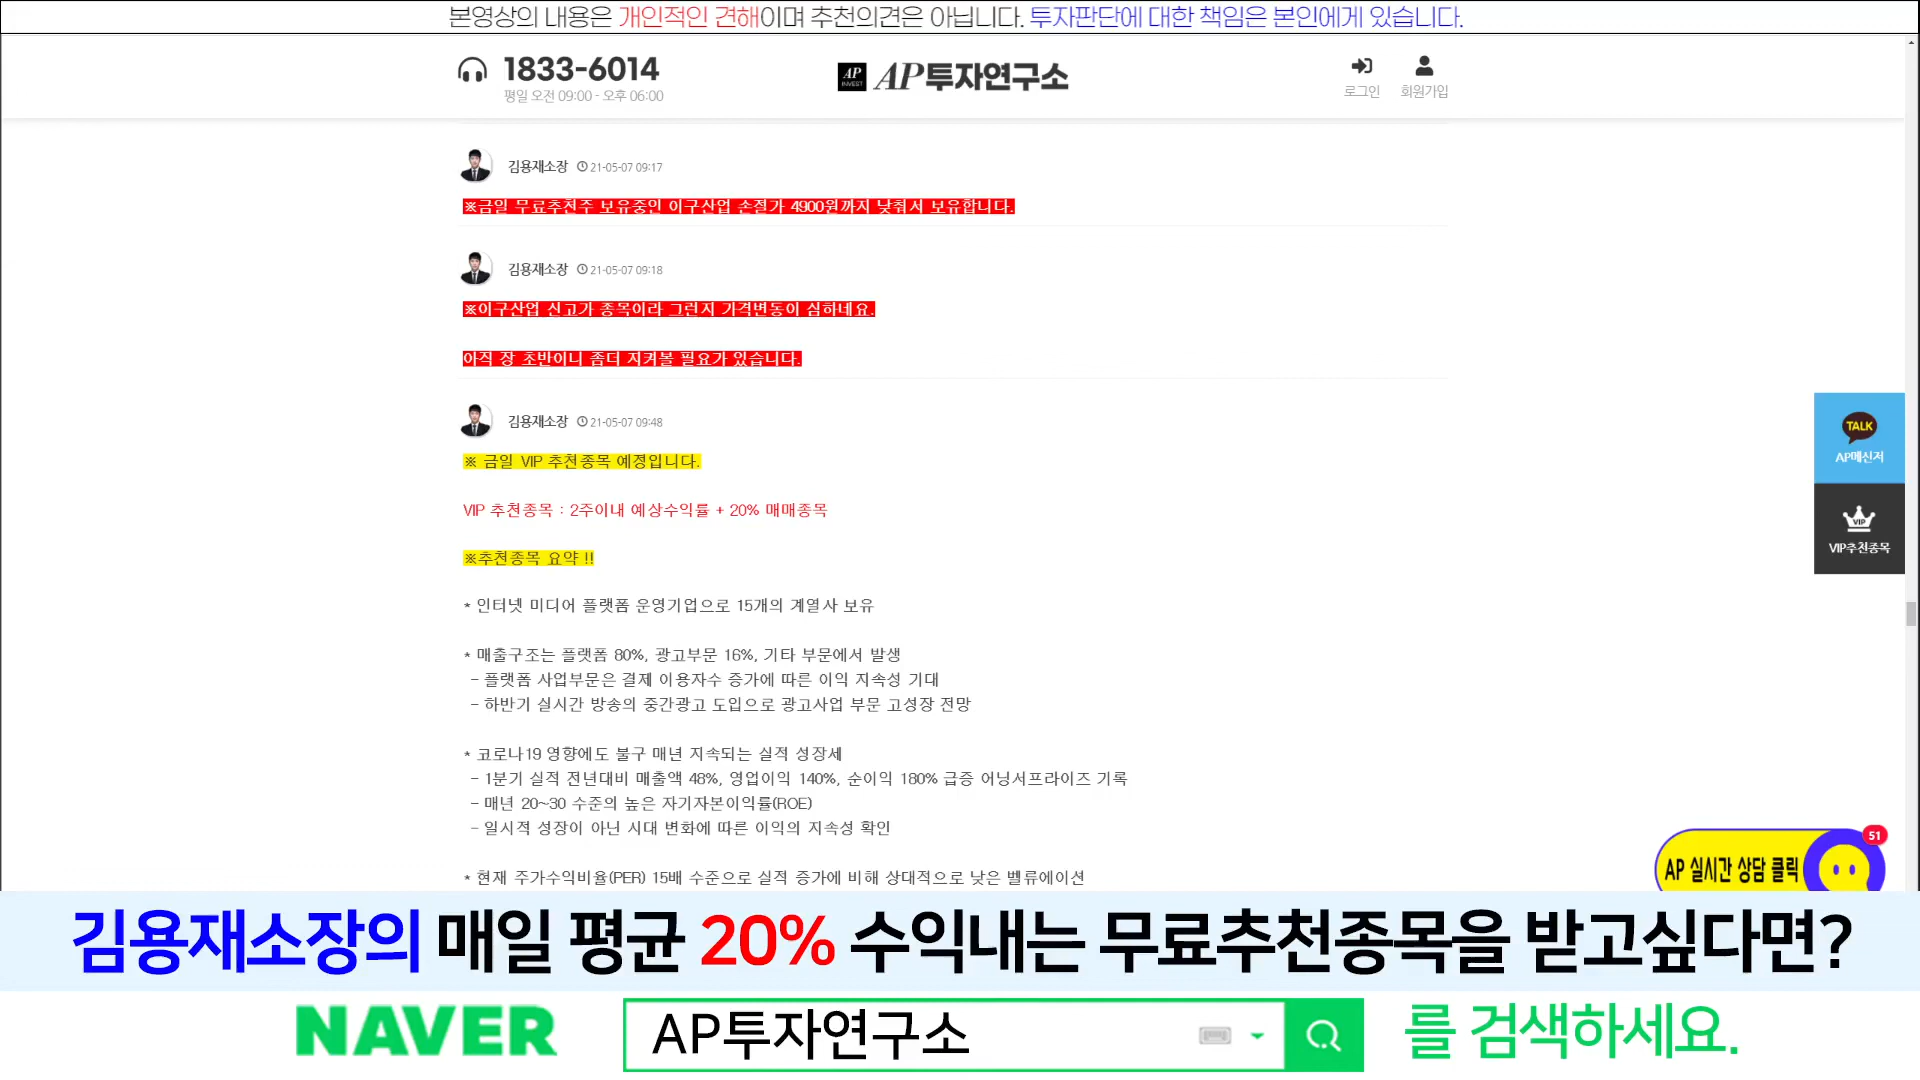 본영상의 내용은 개인적인 견해이며 추천의견은 아닙니다. 투자판단에 대한 책임은 본인에게 있습니다.
1833-6014
평일 오전 09:00 - 오후 06:00
AP INVEST AP투자연구소
로그인 회원가입
김용재소장 21-05-07 09:17
※금일 무료추천주 보유중인 이구산업 손절가 4900원까지 낮춰서 보유합니다.
김용재소장 21-05-07 09:18
※이구산업 신고가 종목이라 그런지 가격변동이 심하네요.
아직 장 초반이니 좀더 지켜볼 필요가 있습니다.
김용재소장 21-05-07 09:48
※ 금일 VIP 추천종목 예정입니다.
VIP 추천종목 : 2주이내 예상수익률 + 20% 매매종목
※추천종목 요약 !!
* 인터넷 미디어 플랫폼 운영기업으로 15개의 계열사 보유
* 매출구조는 플랫폼 80%, 광고부문 16%, 기타 부문에서 발생
- 플랫폼 사업부문은 결제 이용자수 증가에 따른 이익 지속성 기대
- 하반기 실시간 방송의 중간광고 도입으로 광고사업 부문 고성장 전망
* 코로나19 영향에도 불구 매년 지속되는 실적 성장세
- 1분기 실적 전년대비 매출액 48%, 영업이익 140%, 순이익 180% 급증 어닝서프라이즈 기록
- 매년 20~30 수준의 높은 자기자본이익률(ROE)
- 일시적 성장이 아닌 시대 변화에 따른 이익의 지속성 확인
* 현재 주가수익비율(PER) 15배 수준으로 실적 증가에 비해 상대적으로 낮은 벨류에이션
TALK
AP메신저
VIP
VIP추천종목
51
AP 실시간 상담 클릭
김용재소장의 매일 평균 20% 수익내는 무료추천종목을 받고싶다면?
NAVER AP투자연구소 를 검색하세요.